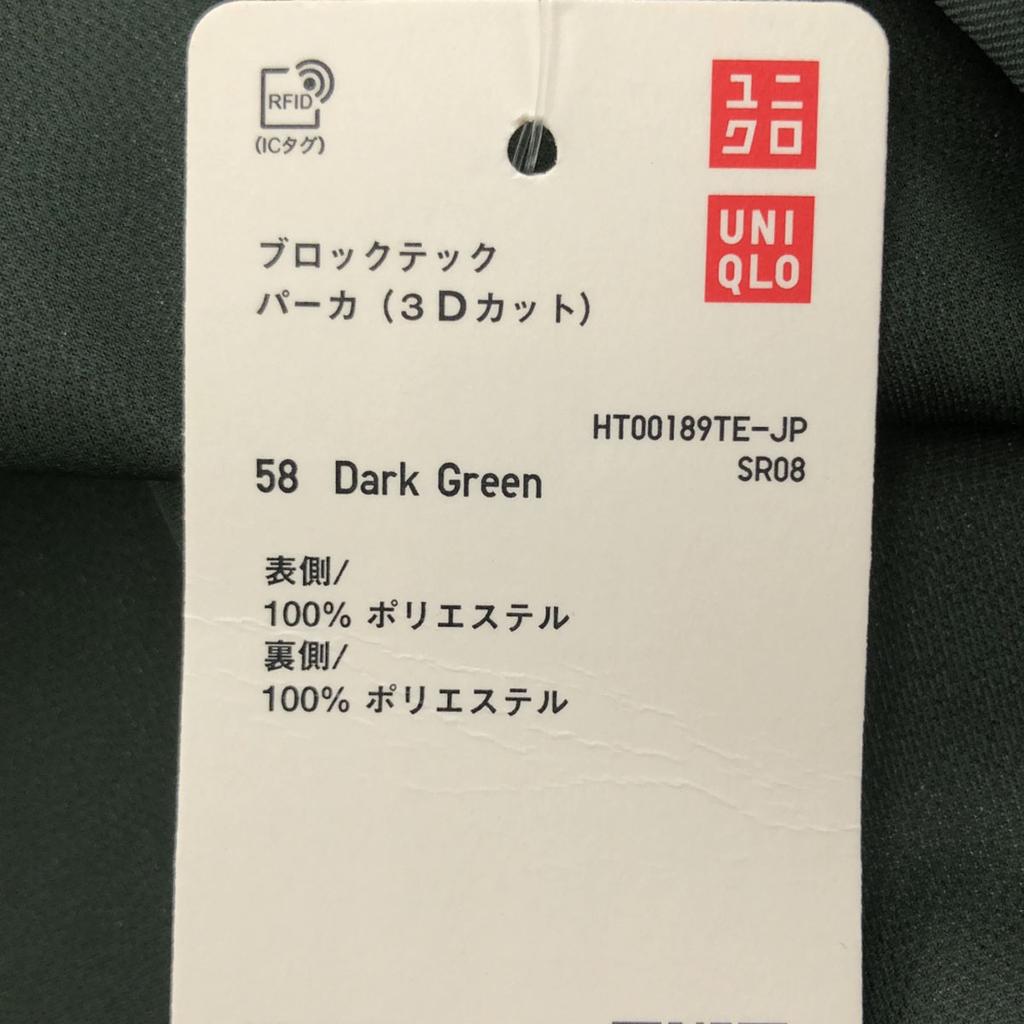 RFID
(ICタグ)
ユニ
クロ
UNI
QLO
ブロックテック
パーカ(3Dカット)
HT00189TE-JP
SR08
58 Dark Green
表側/
100% ポリエステル
裏側/
100% ポリエステル